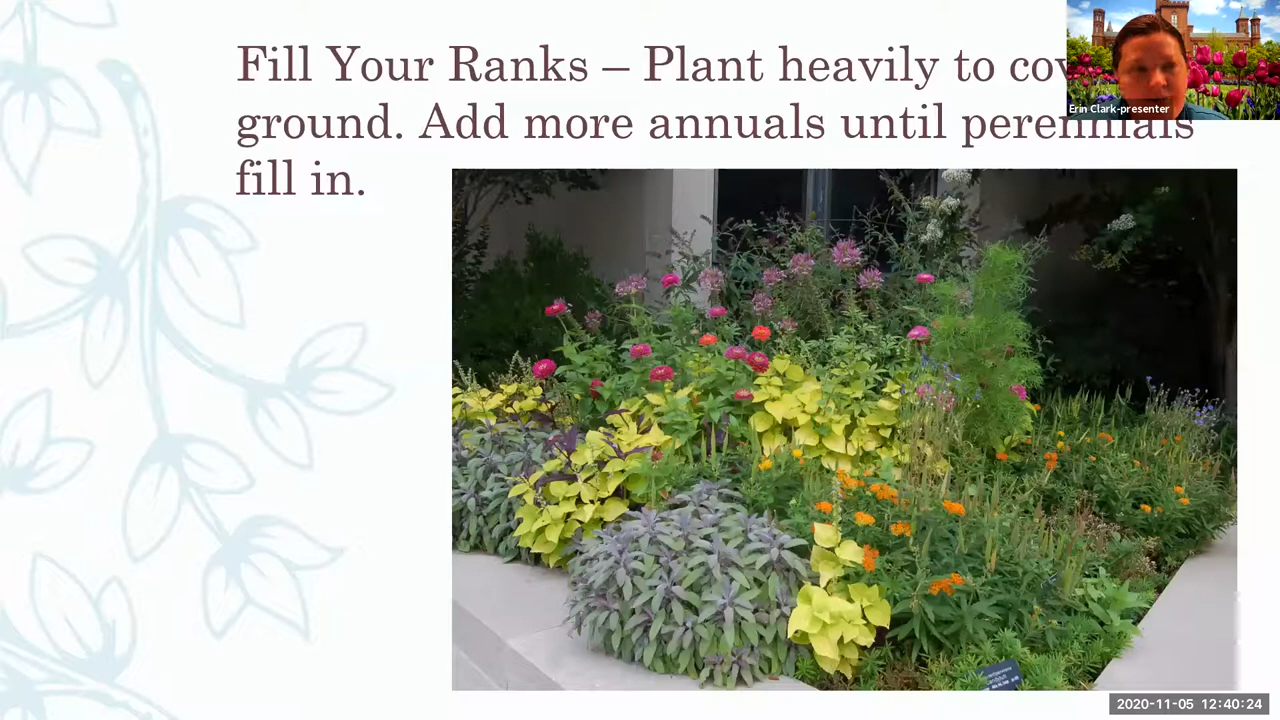 Fill Your Ranks – Plant heavily to cov
ground. Add more annuals until perennials
fill in.
Erin Clark-presenter
2020-11-05 12:40:24